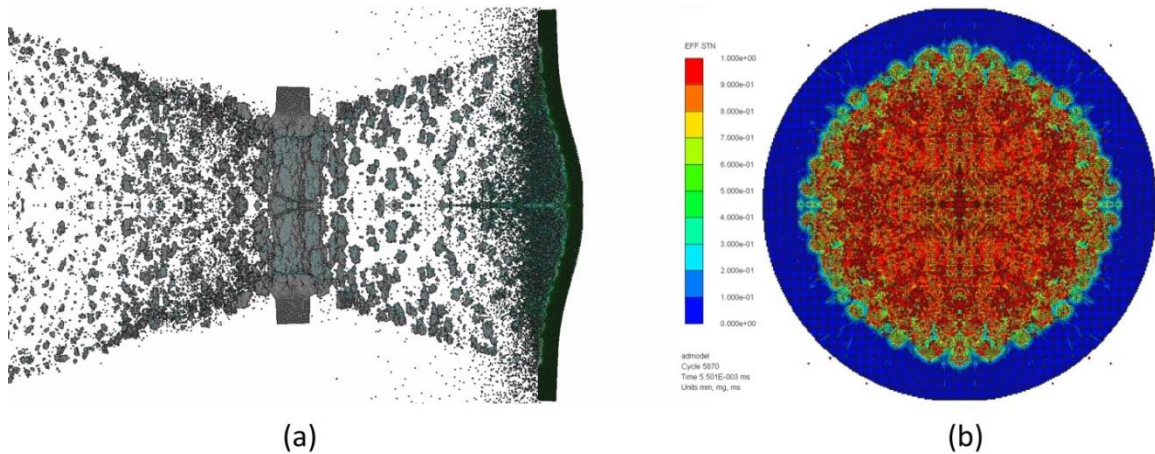 EFF.STN
1.000e+00
9.000e-01
8.000e-01
7.000e-01
6.000e-01
5.000e-01
4.000e-01
3.000e-01
2.000e-01
1.000e-01
0.000e+00
admodel
Cycle 5870
Time 5.501E-003 ms
Units mm, mg, ms
(a)
(b)